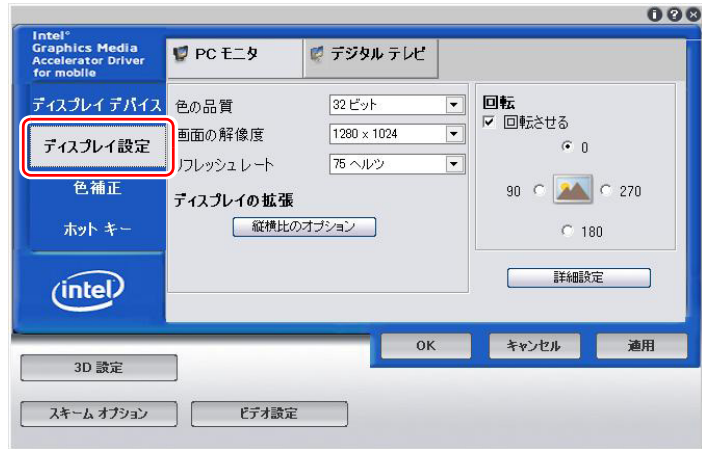 Intel®
Graphics Media
Accelerator Driver
for mobile
PC モニタ
デジタル テレビ
ディスプレイ デバイス
ディスプレイ設定
色補正
ホット キー
intel
色の品質
32 ビット
画面の解像度
1280 x 1024
リフレッシュ レート
75 ヘルツ
ディスプレイの拡張
縦横比のオプション
回転
回転させる
0
90
270
180
詳細設定
OK
キャンセル
適用
3D 設定
スキーム オプション
ビデオ設定